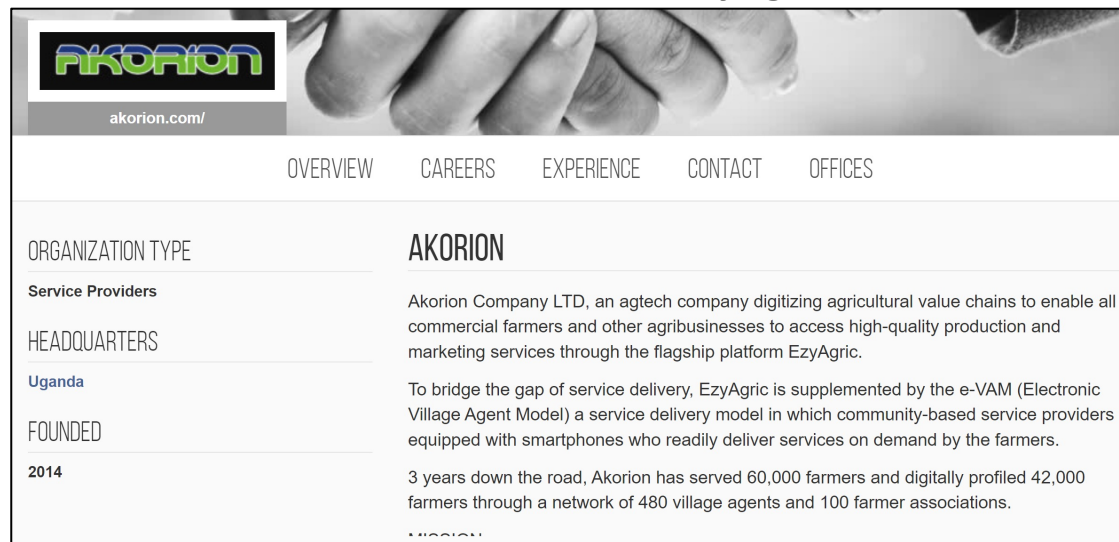 AKORION
akorion.com/
OVERVIEW CAREERS EXPERIENCE CONTACT OFFICES
ORGANIZATION TYPE
Service Providers
HEADQUARTERS
Uganda
FOUNDED
2014
AKORION
Akorion Company LTD, an agtech company digitizing agricultural value chains to enable all
commercial farmers and other agribusinesses to access high-quality production and
marketing services through the flagship platform EzyAgric.
To bridge the gap of service delivery, EzyAgric is supplemented by the e-VAM (Electronic
Village Agent Model) a service delivery model in which community-based service providers
equipped with smartphones who readily deliver services on demand by the farmers.
3 years down the road, Akorion has served 60,000 farmers and digitally profiled 42,000
farmers through a network of 480 village agents and 100 farmer associations.
MISSION